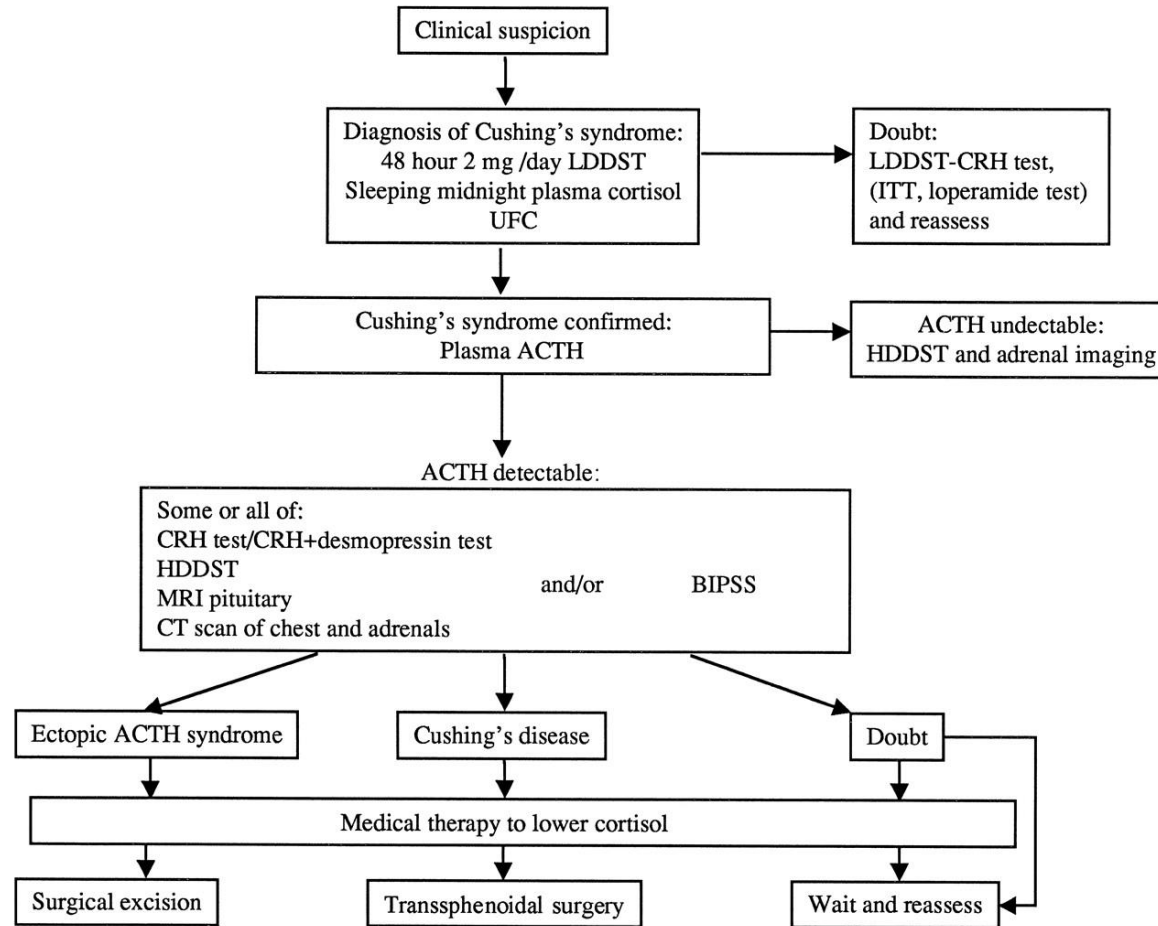 Clinical suspicion
Diagnosis of Cushing's syndrome:
48 hour 2 mg /day LDDST
Sleeping midnight plasma cortisol
UFC
Doubt:
LDDST-CRH test,
(ITT, loperamide test)
and reassess
Cushing's syndrome confirmed:
Plasma ACTH
ACTH undectable:
HDDST and adrenal imaging
ACTH detectable:
Some or all of:
CRH test/CRH+desmopressin test
HDDST
MRI pituitary
CT scan of chest and adrenals
and/or
BIPSS
Ectopic ACTH syndrome
Cushing's disease
Doubt
Medical therapy to lower cortisol
Surgical excision
Transsphenoidal surgery
Wait and reassess